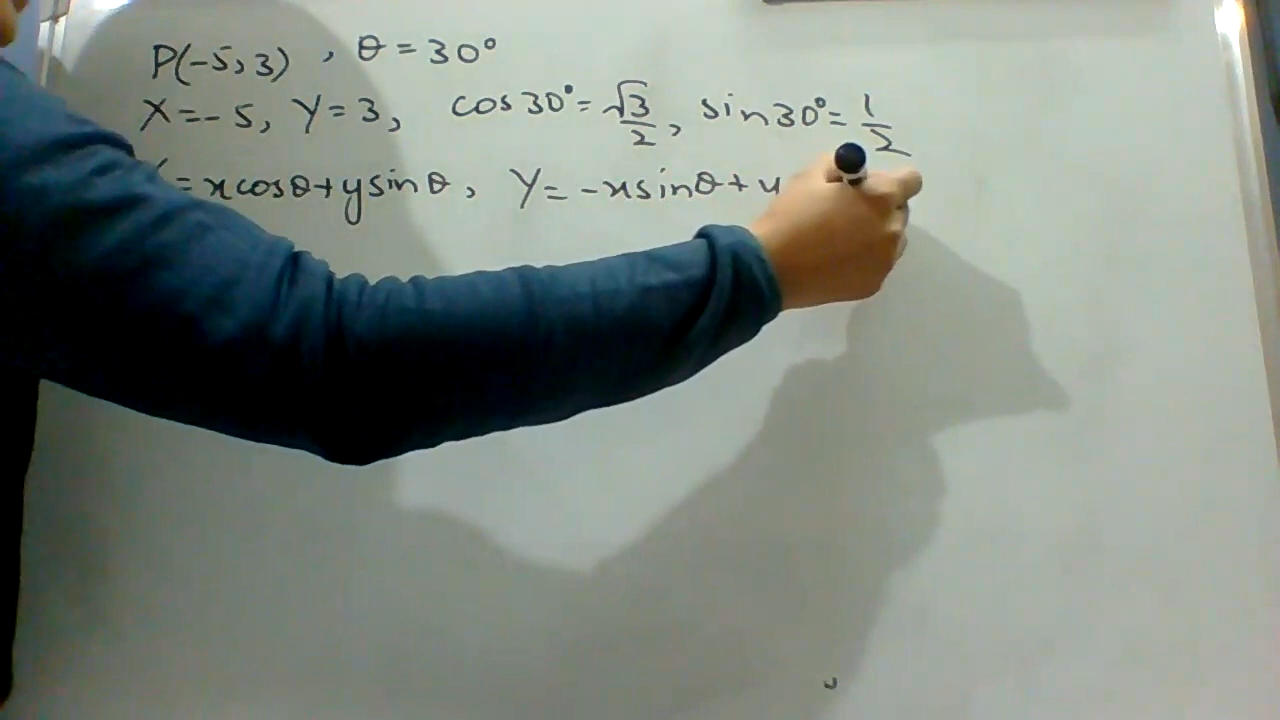 P(-5,3) , θ = 30°
X=-5, Y=3, cos30°=√3/2, sin30°=1/2
=xcosθ+ysinθ, Y=-xsinθ+y